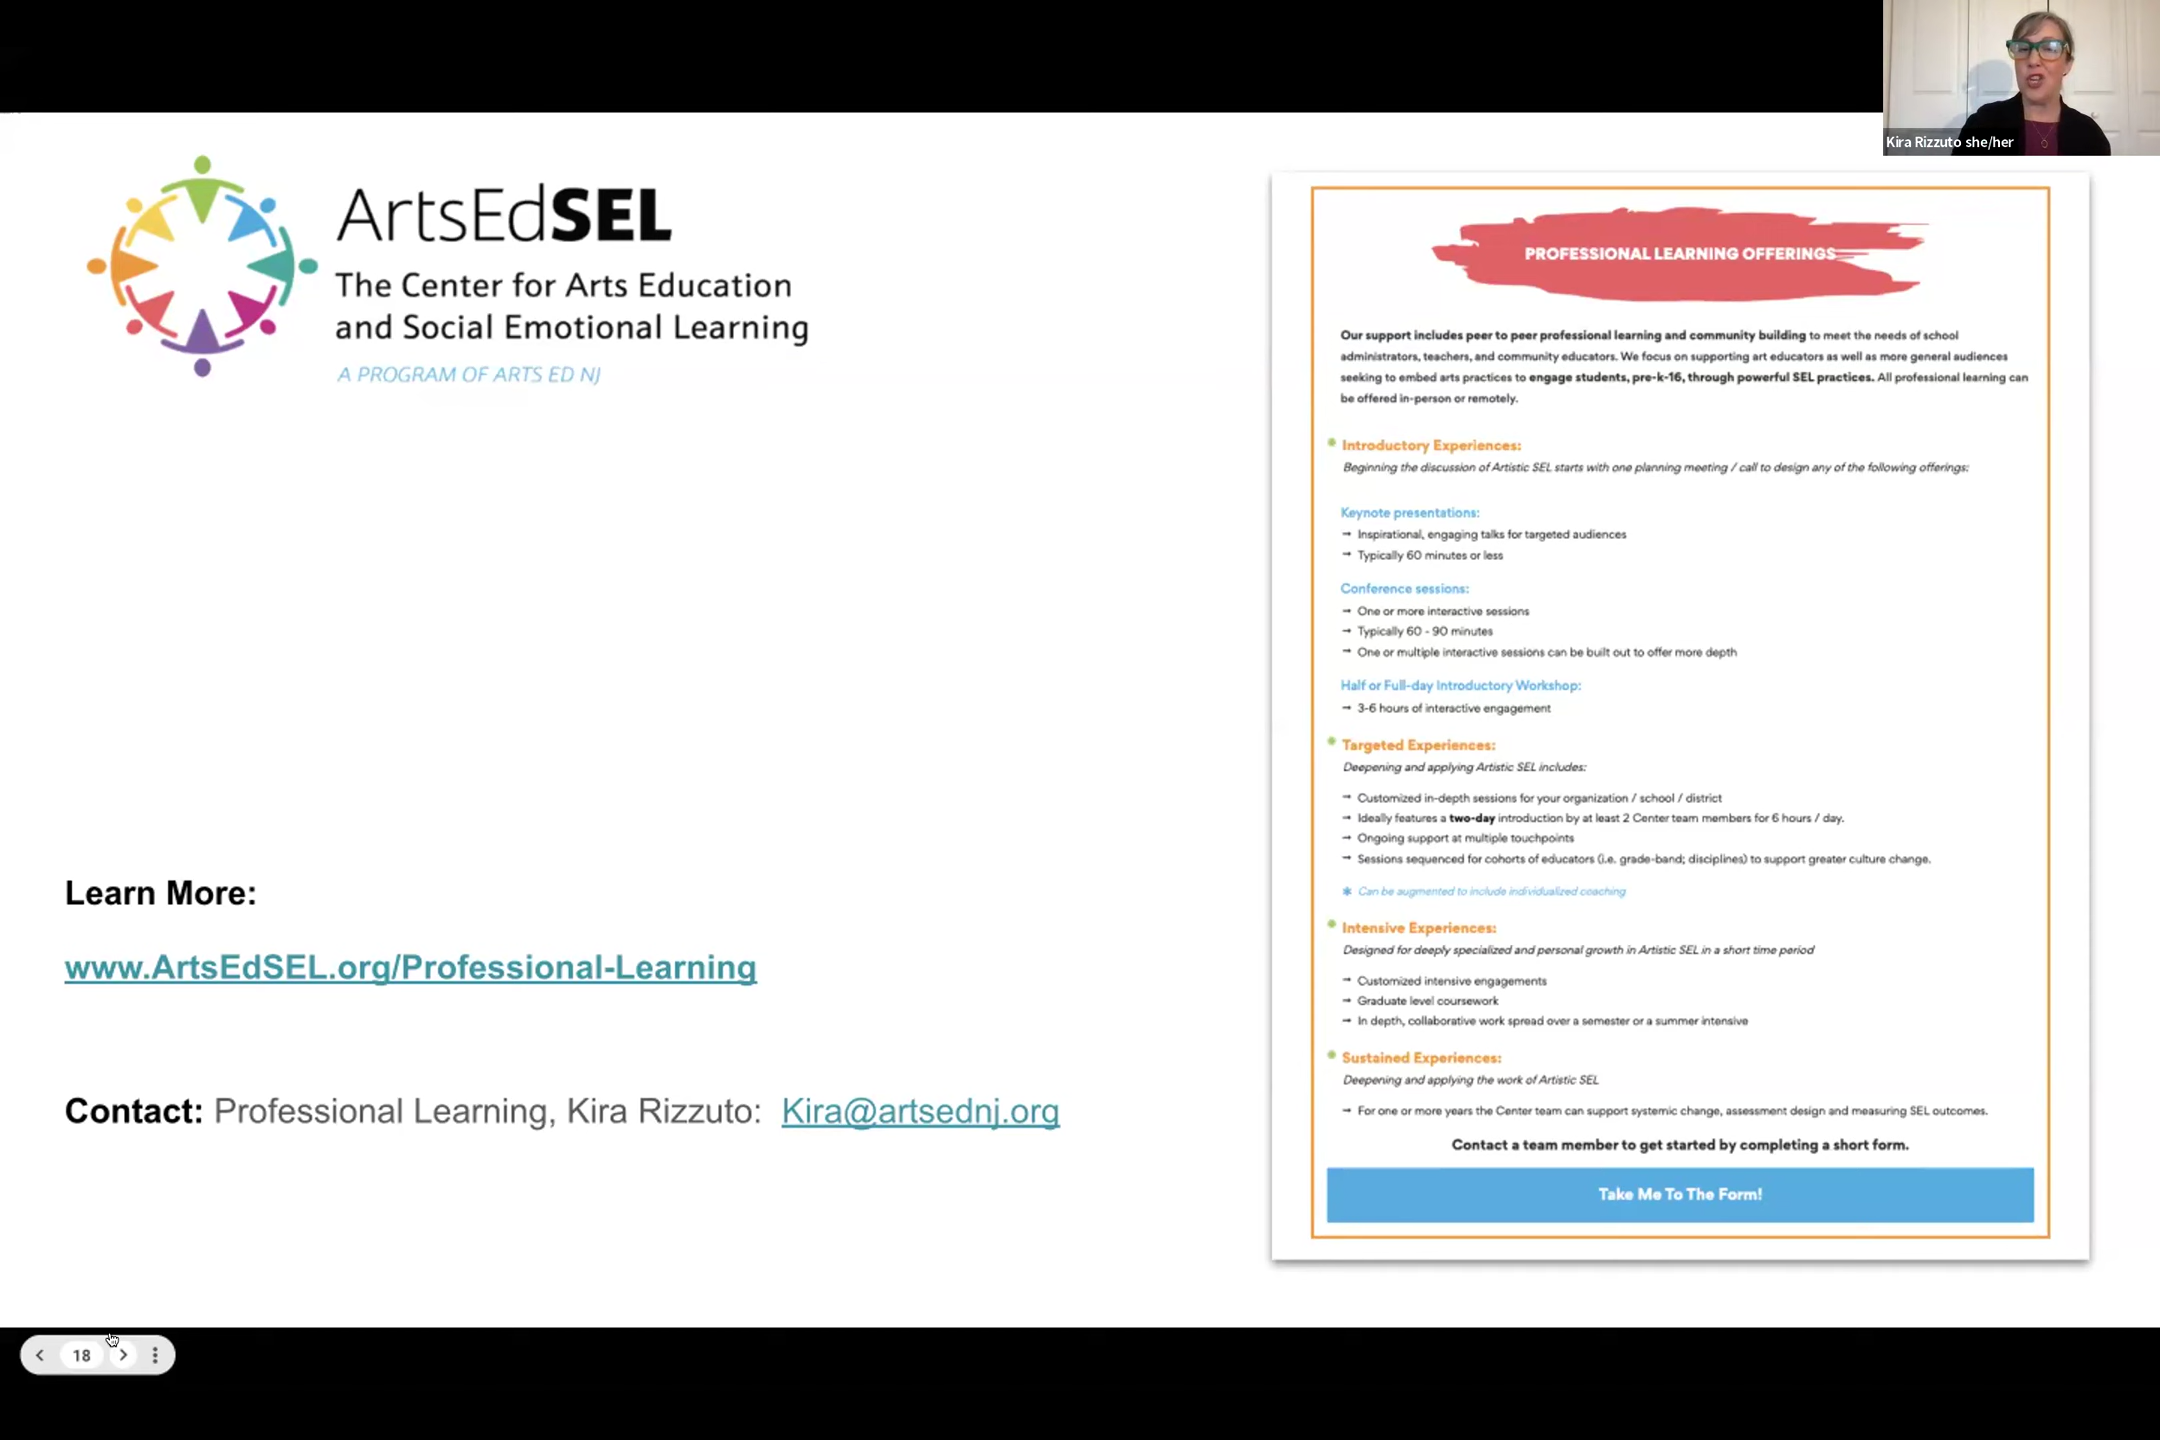 Kira Rizzuto she/her
ArtsEdSEL
The Center for Arts Education
and Social Emotional Learning
A PROGRAM OF ARTS ED NJ
Learn More:
www.ArtsEdSEL.org/Professional-Learning
Contact: Professional Learning, Kira Rizzuto: Kira@artsednj.org
PROFESSIONAL LEARNING OFFERINGS
Our support includes peer to peer professional learning and community building to meet the needs of school
administrators, teachers, and community educators. We focus on supporting art educators as well as more general audiences
seeking to embed arts practices to engage students, pre-k-16, through powerful SEL practices. All professional learning can
be offered in-person or remotely.
Introductory Experiences:
Beginning the discussion of Artistic SEL starts with one planning meeting / call to design any of the following offerings:
Keynote presentations:
→ Inspirational, engaging talks for targeted audiences
→ Typically 60 minutes or less
Conference sessions:
→ One or more interactive sessions
→ Typically 60 - 90 minutes
→ One or multiple interactive sessions can be built out to offer more depth
Half or Full-day Introductory Workshop:
→ 3-6 hours of interactive engagement
Targeted Experiences:
Deepening and applying Artistic SEL includes:
→ Customized in-depth sessions for your organization / school / district
→ Ideally features a two-day introduction by at least 2 Center team members for 6 hours / day.
→ Ongoing support at multiple touchpoints
→ Sessions sequenced for cohorts of educators (i.e. grade-band; disciplines) to support greater culture change.
✱ Can be augmented to include individualized coaching
Intensive Experiences:
Designed for deeply specialized and personal growth in Artistic SEL in a short time period
→ Customized intensive engagements
→ Graduate level coursework
→ In depth, collaborative work spread over a semester or a summer intensive
Sustained Experiences:
Deepening and applying the work of Artistic SEL
→ For one or more years the Center team can support systemic change, assessment design and measuring SEL outcomes.
Contact a team member to get started by completing a short form.
Take Me To The Form!
18